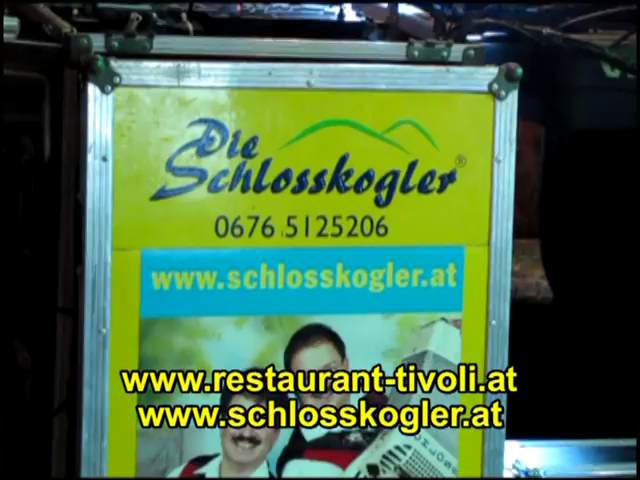 Die
Schlosskogler®
0676 5125206
www.schlosskogler.at
www.restaurant-tivoli.at
www.schlosskogler.at